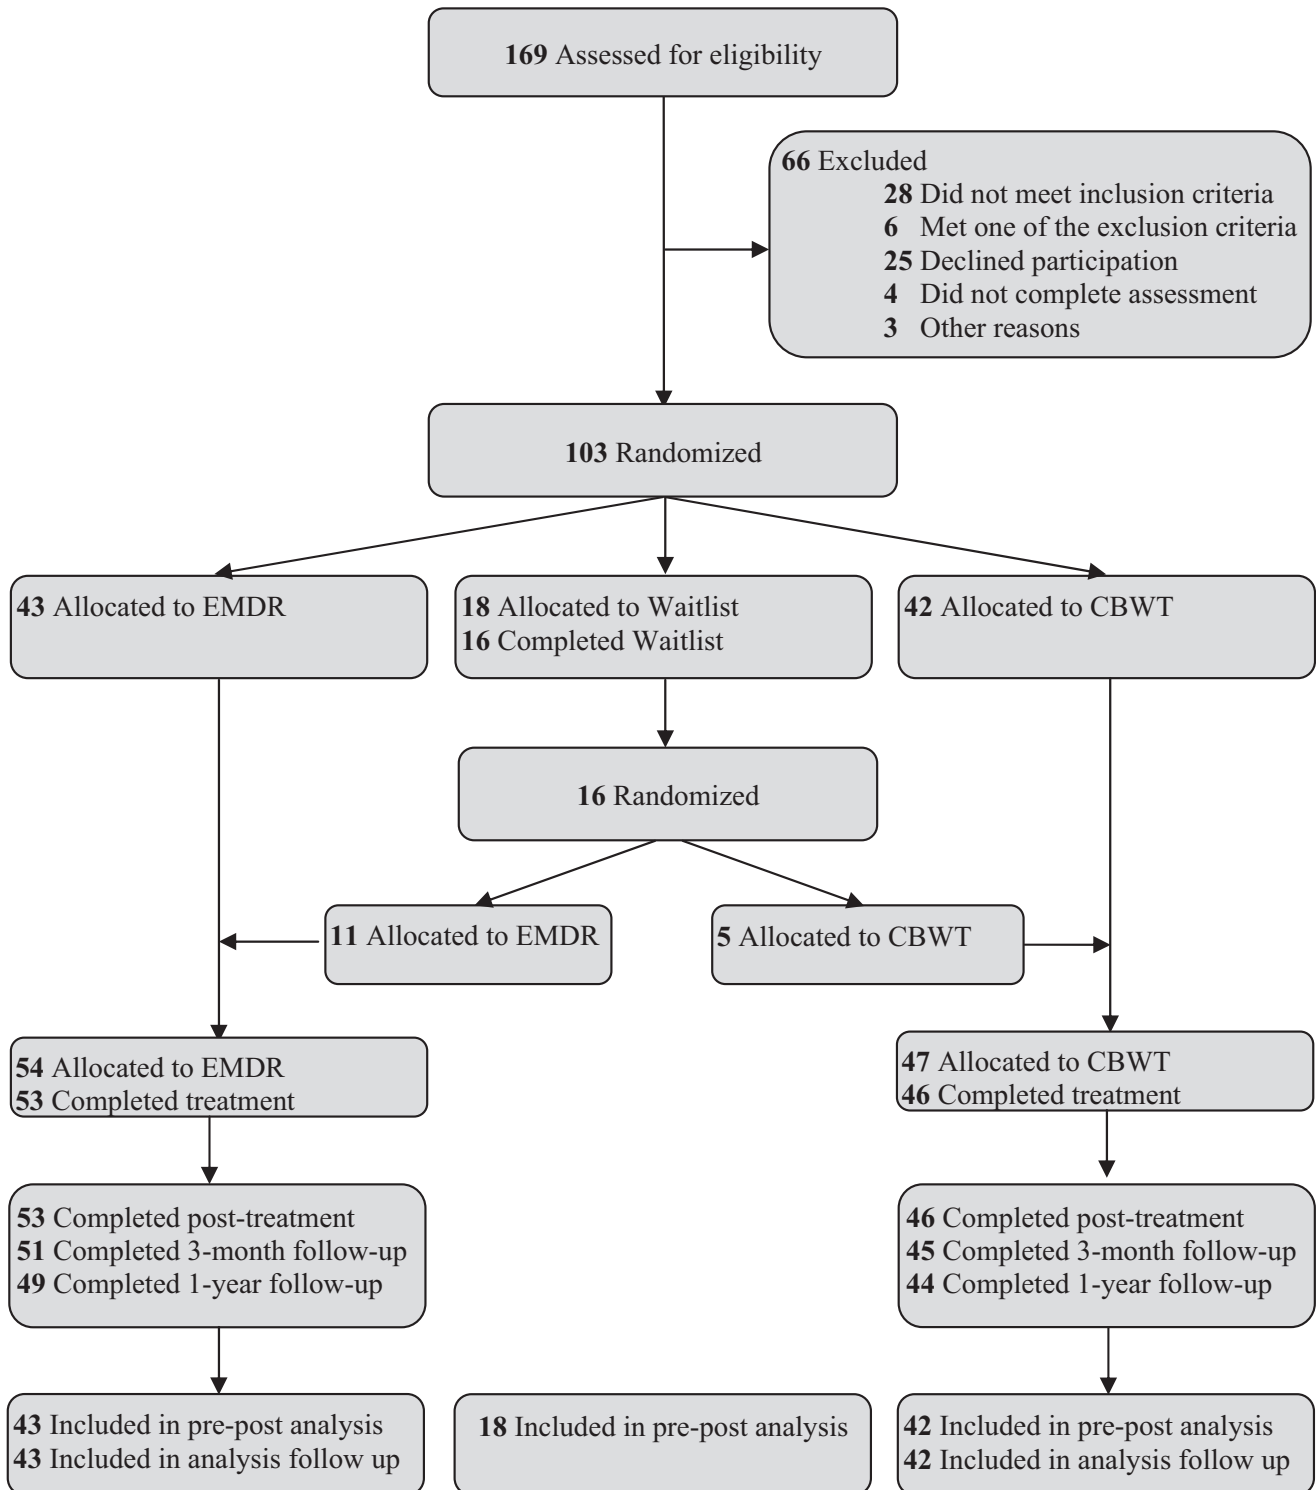 169 Assessed for eligibility
66 Excluded
28 Did not meet inclusion criteria
6 Met one of the exclusion criteria
25 Declined participation
4 Did not complete assessment
3 Other reasons
103 Randomized
43 Allocated to EMDR
18 Allocated to Waitlist
16 Completed Waitlist
42 Allocated to CBWT
16 Randomized
11 Allocated to EMDR
5 Allocated to CBWT
54 Allocated to EMDR
53 Completed treatment
47 Allocated to CBWT
46 Completed treatment
53 Completed post-treatment
51 Completed 3-month follow-up
49 Completed 1-year follow-up
46 Completed post-treatment
45 Completed 3-month follow-up
44 Completed 1-year follow-up
43 Included in pre-post analysis
43 Included in analysis follow up
18 Included in pre-post analysis
42 Included in pre-post analysis
42 Included in analysis follow up